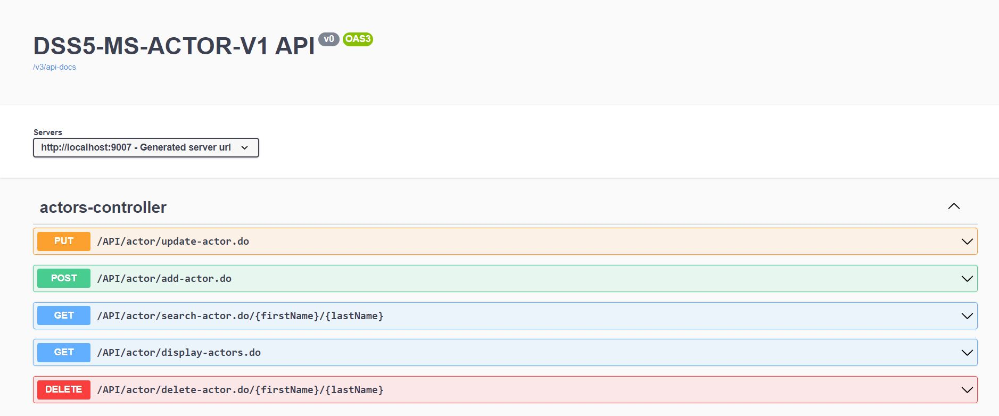 DSS5-MS-ACTOR-V1 API v0 OAS3
/v3/api-docs
Servers
http://localhost:9007 - Generated server url
actors-controller
PUT /API/actor/update-actor.do
POST /API/actor/add-actor.do
GET /API/actor/search-actor.do/{firstName}/{lastName}
GET /API/actor/display-actors.do
DELETE /API/actor/delete-actor.do/{firstName}/{lastName}